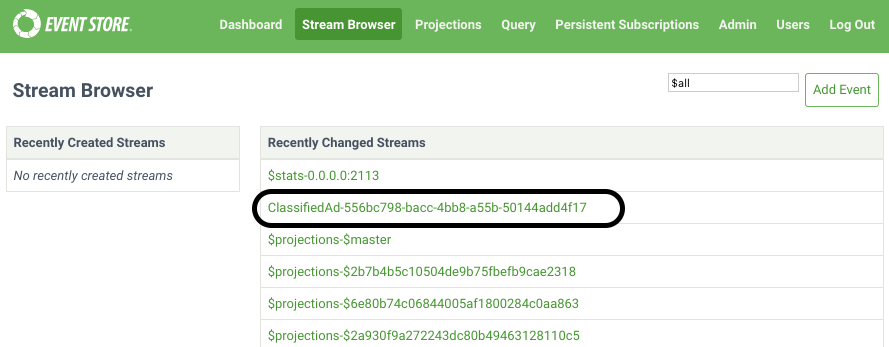 EVENT STORE Dashboard Stream Browser Projections Query Persistent Subscriptions Admin Users Log Out
Stream Browser $all Add Event
Recently Created Streams
No recently created streams
Recently Changed Streams
$stats-0.0.0.0:2113
ClassifiedAd-556bc798-bacc-4bb8-a55b-50144add4f17
$projections-$master
$projections-$2b7b4b5c10504de9b75fbefb9cae2318
$projections-$6e80b74c06844005af1800284c0aa863
$projections-$2a930f9a272243dc80b49463128110c5